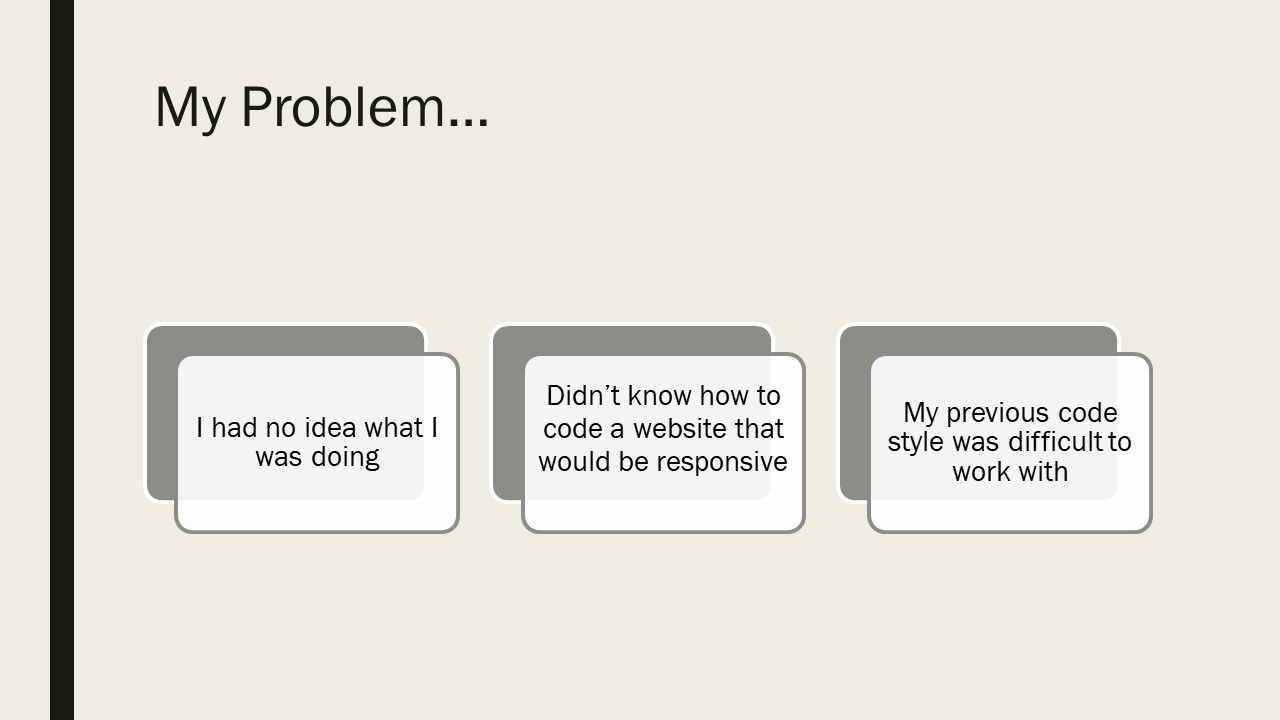 My Problem…
I had no idea what I
was doing
Didn’t know how to
code a website that
would be responsive
My previous code
style was difficult to
work with